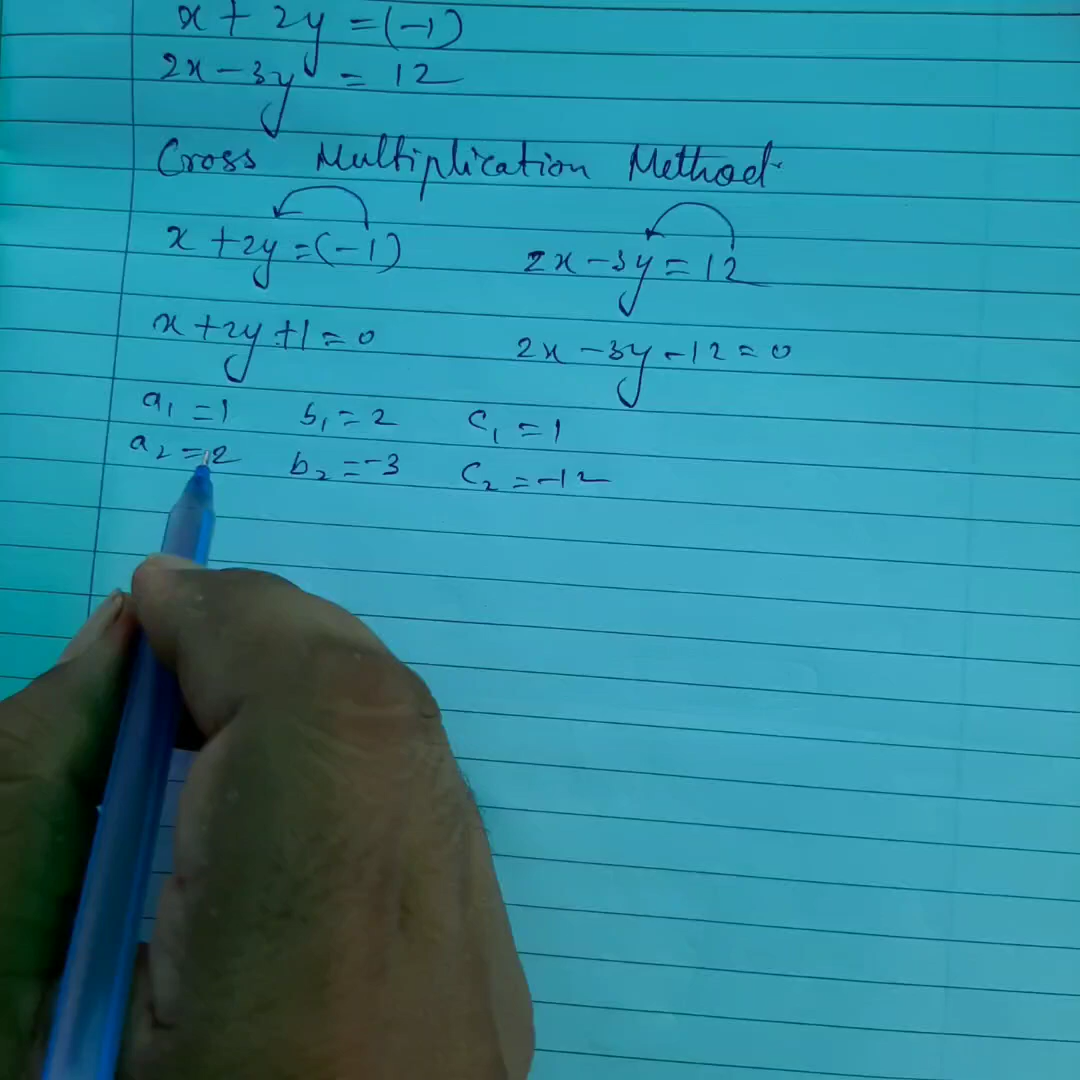 x + 2y = (-1)
2x - 3y = 12
Cross Multiplication Method.
x + 2y = (-1) 2x - 3y = 12
x + 2y + 1 = 0 2x - 3y - 12 = 0
a₁ = 1 b₁ = 2 c₁ = 1
a₂ = 2 b₂ = -3 c₂ = -12